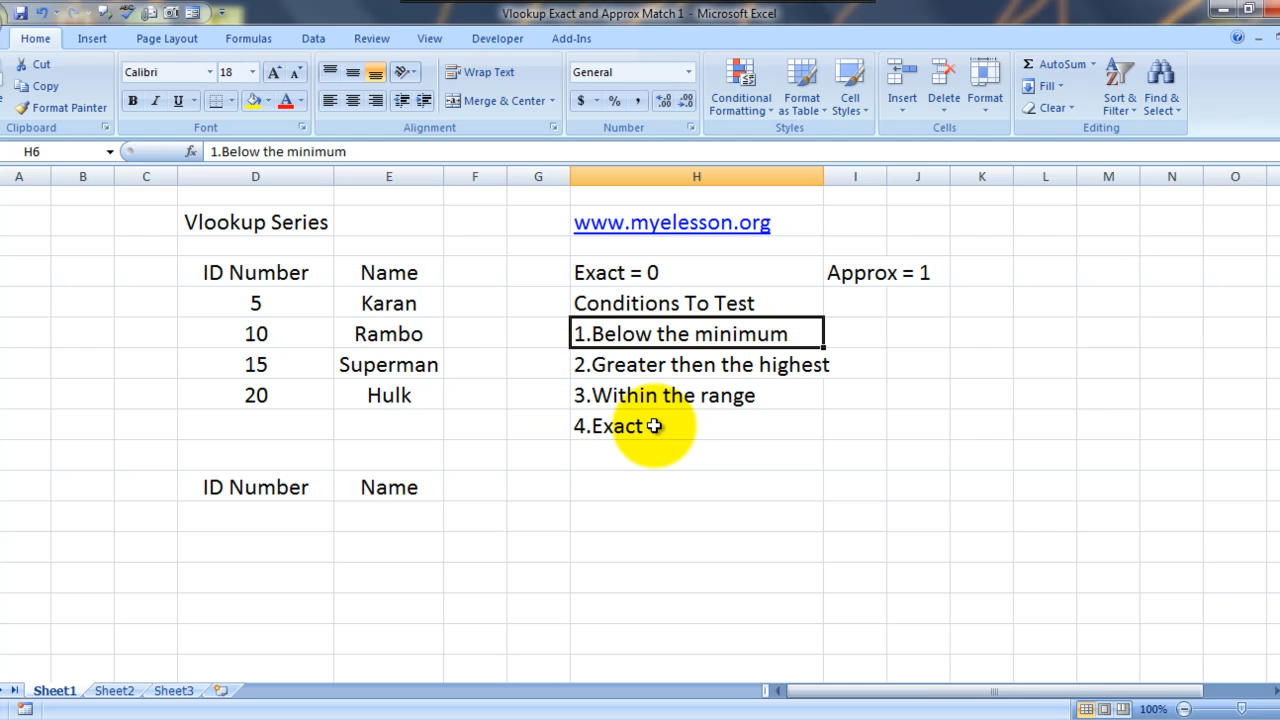 Vlookup Exact and Approx Match 1 - Microsoft Excel
Home Insert Page Layout Formulas Data Review View Developer Add-Ins
Cut
Copy
Format Painter
Clipboard
Calibri 18
B I U
Font
Wrap Text
Merge & Center
Alignment
General
$ % ,
Number
Conditional Formatting
Format as Table
Cell Styles
Styles
Insert Delete Format
Cells
AutoSum
Fill
Clear
Sort & Filter
Find & Select
Editing
H6 fx 1.Below the minimum
A B C D E F G H I J K L M N O
Vlookup Series www.myelesson.org
ID Number Name Exact = 0 Approx = 1
5 Karan Conditions To Test
10 Rambo 1.Below the minimum
15 Superman 2.Greater then the highest
20 Hulk 3.Within the range
4.Exact
ID Number Name
Sheet1 Sheet2 Sheet3
100%